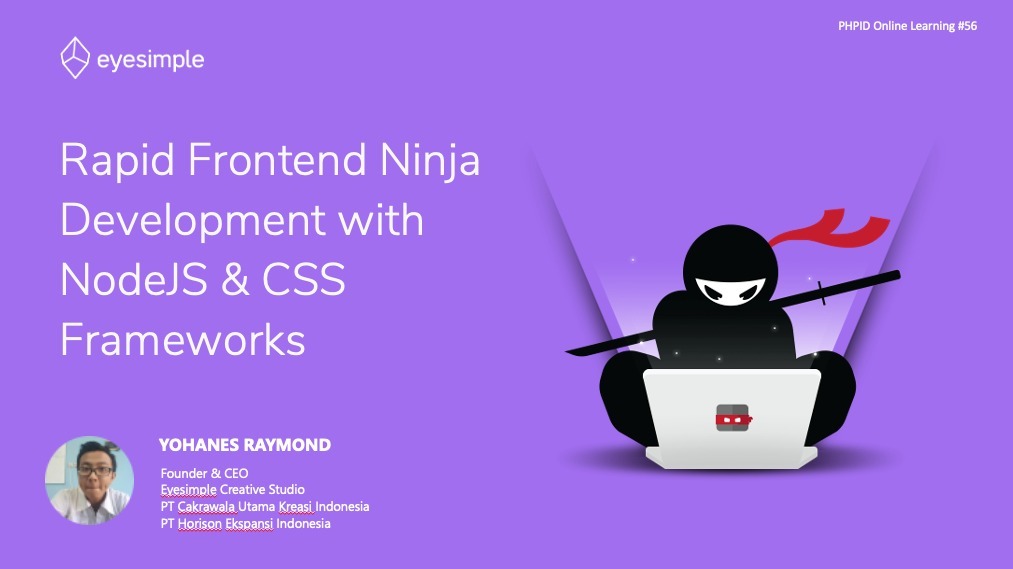 PHPID Online Learning #56
eyesimple
Rapid Frontend Ninja
Development with
NodeJS & CSS
Frameworks
YOHANES RAYMOND
Founder & CEO
Eyesimple Creative Studio
PT Cakrawala Utama Kreasi Indonesia
PT Horison Ekspansi Indonesia